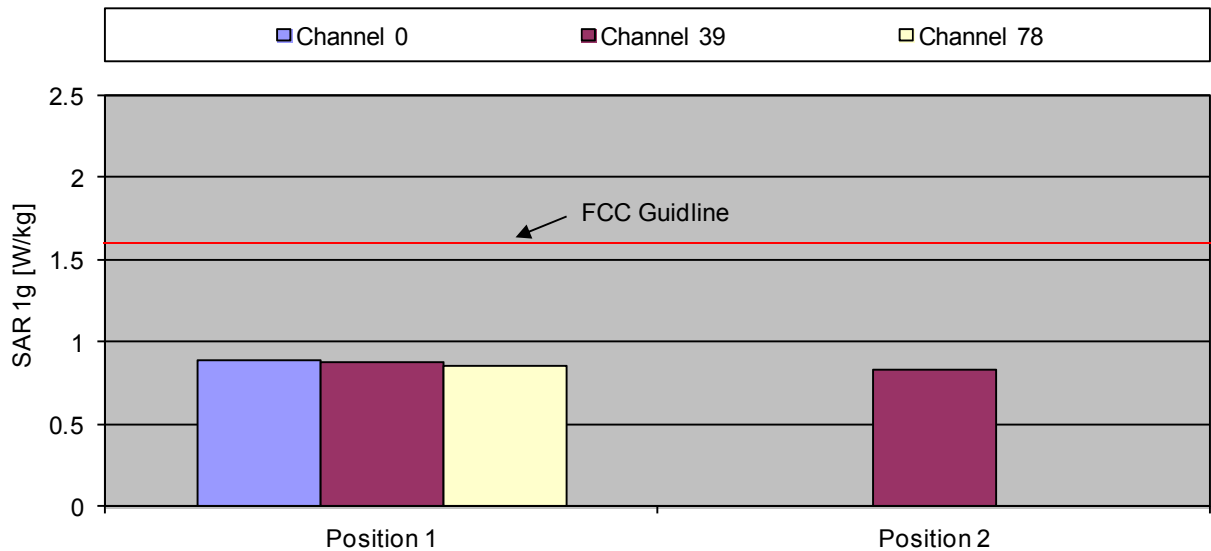 Channel 0 Channel 39 Channel 78
2.5
2
FCC Guidline
1.5
SAR 1g [W/kg]
1
0.5
0
Position 1 Position 2